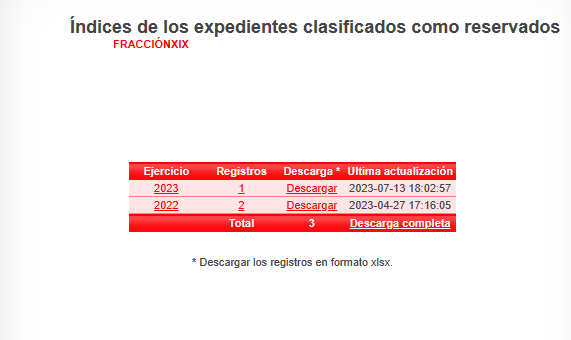 Índices de los expedientes clasificados como reservados
FRACCIÓNXIX
Ejercicio Registros Descarga * Ultima actualización
2023 1 Descargar 2023-07-13 18:02:57
2022 2 Descargar 2023-04-27 17:16:05
Total 3 Descarga completa
* Descargar los registros en formato xlsx.